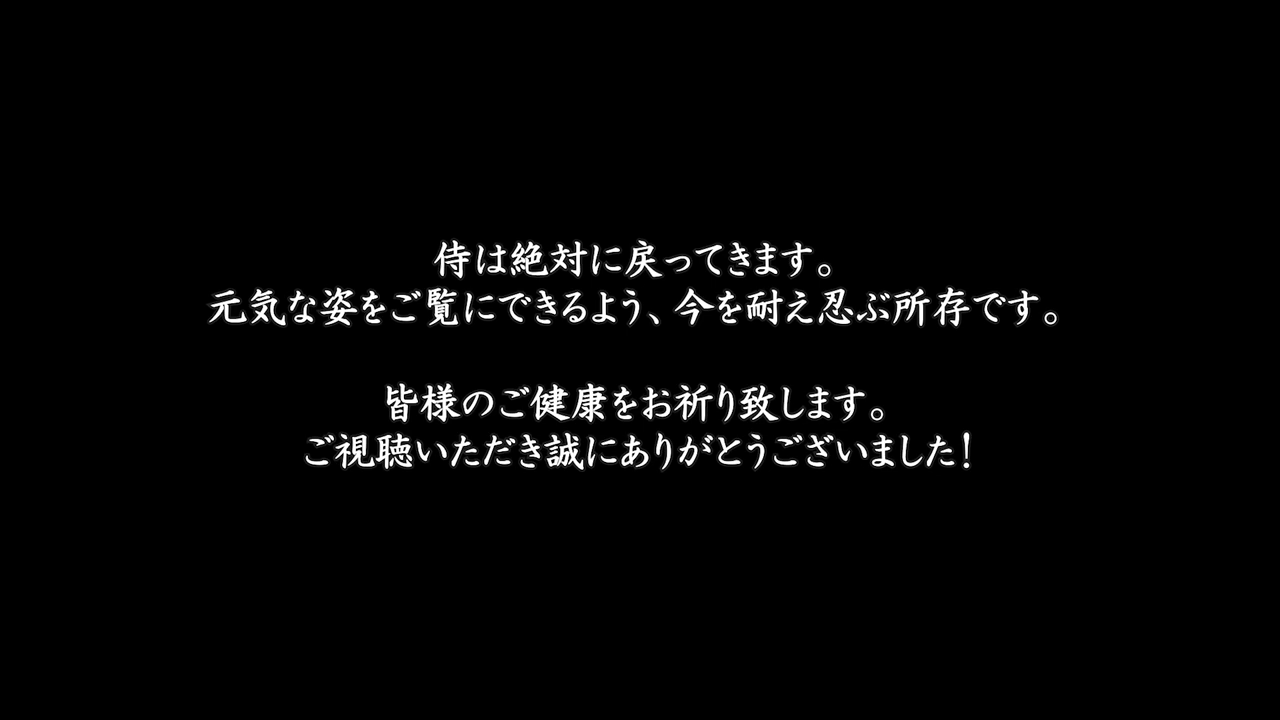 侍は絶対に戻ってきます。
元気な姿をご覧にできるよう、今を耐え忍ぶ所存です。
皆様のご健康をお祈り致します。
ご視聴いただき誠にありがとうございました!